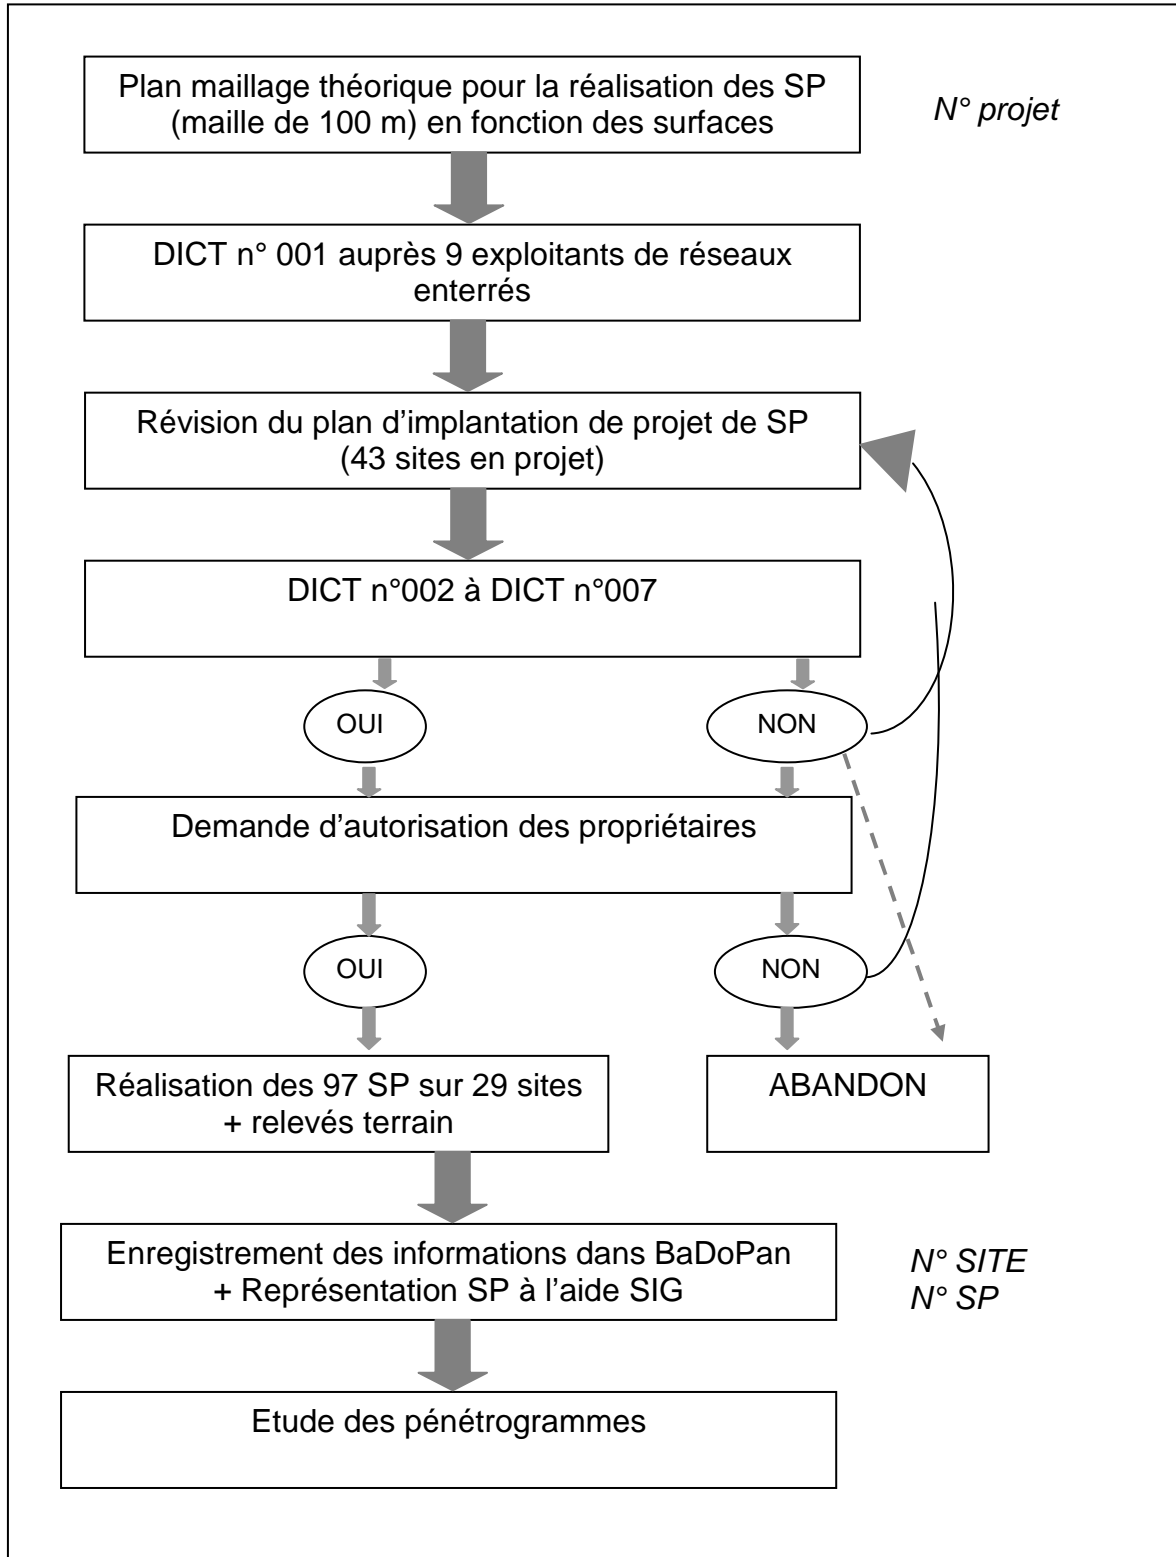 Plan maillage théorique pour la réalisation des SP
(maille de 100 m) en fonction des surfaces
N° projet
DICT n° 001 auprès 9 exploitants de réseaux
enterrés
Révision du plan d’implantation de projet de SP
(43 sites en projet)
DICT n°002 à DICT n°007
OUI
NON
Demande d’autorisation des propriétaires
OUI
NON
Réalisation des 97 SP sur 29 sites
+ relevés terrain
ABANDON
Enregistrement des informations dans BaDoPan
+ Représentation SP à l’aide SIG
N° SITE
N° SP
Etude des pénétrogrammes